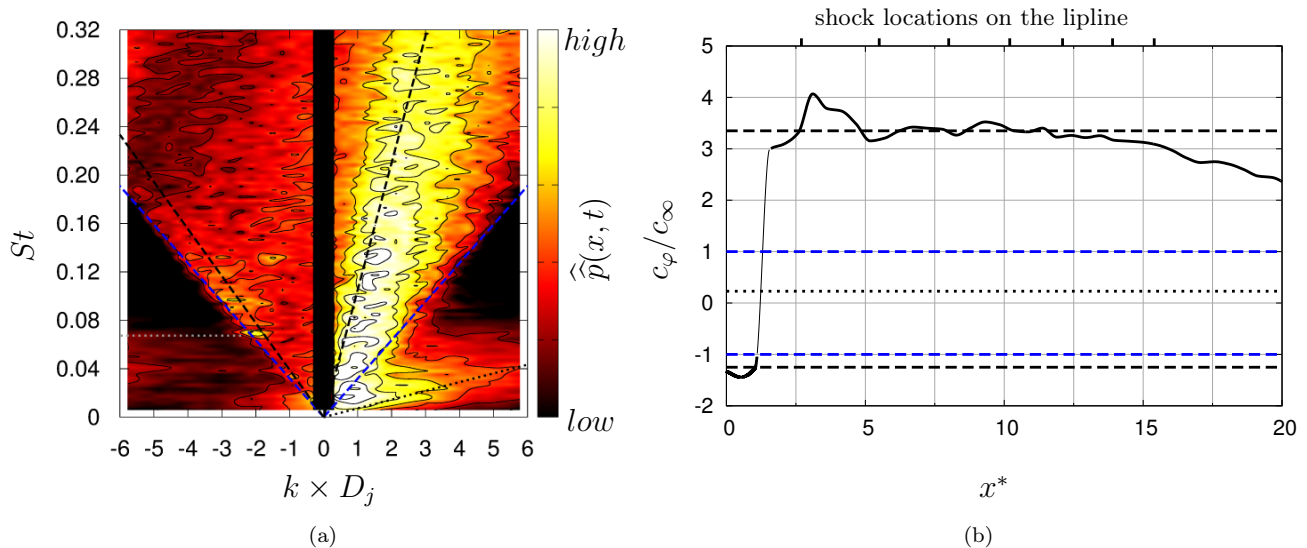 0.32
0.28
0.24
0.20
0.16
0.12
0.08
0.04
0
St
-6 -5 -4 -3 -2 -1 0 1 2 3 4 5 6
k × D_j
high
low
p̂̂(x, t)
(a)
shock locations on the lipline
5
4
3
2
1
0
-1
-2
c_φ/c_∞
0 5 10 15 20
x*
(b)